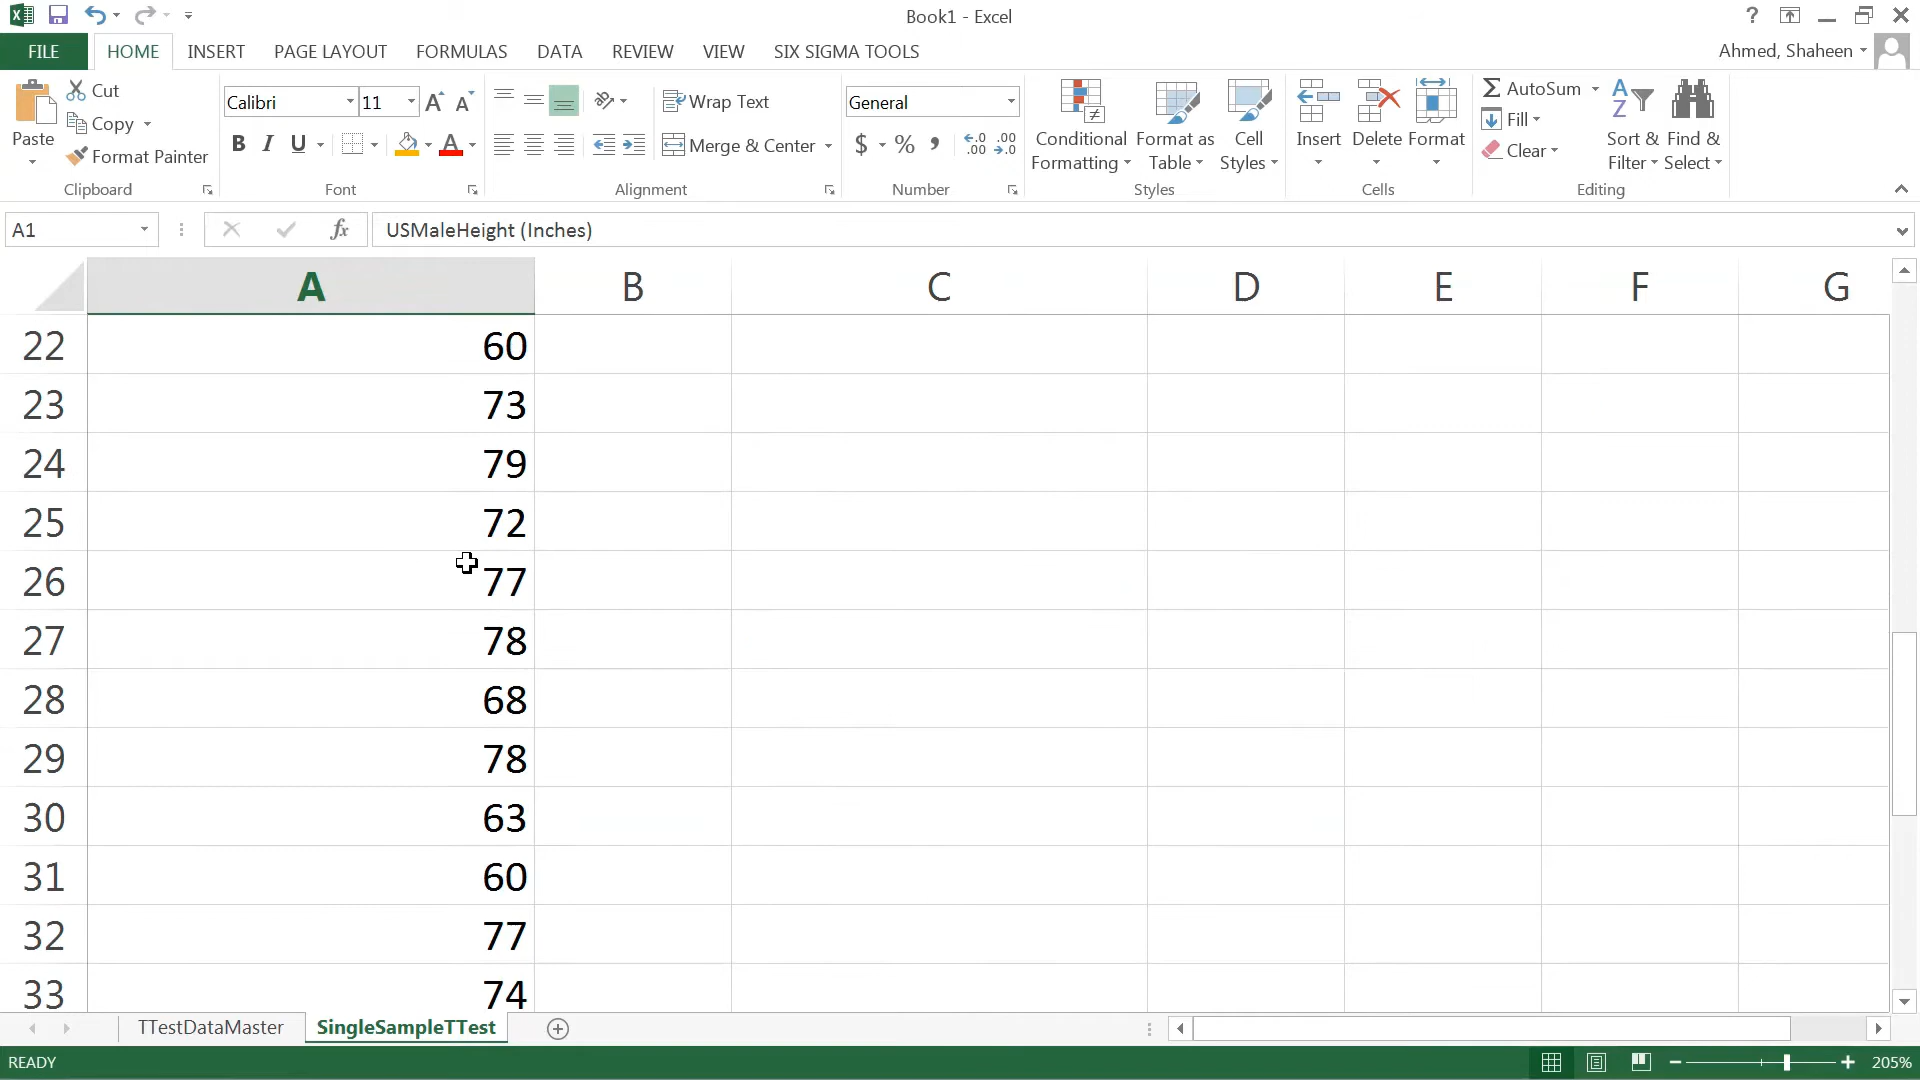 Book1 - Excel
?
FILE HOME INSERT PAGE LAYOUT FORMULAS DATA REVIEW VIEW SIX SIGMA TOOLS Ahmed, Shaheen
Paste
Cut
Copy
Format Painter
Clipboard
Calibri 11
B I U
Font
Wrap Text
Merge & Center
Alignment
General
$ % ,
Number
Conditional Formatting
Format as Table
Cell Styles
Styles
Insert
Delete
Format
Cells
AutoSum
Fill
Clear
Sort & Filter
Find & Select
Editing
A1 fx USMaleHeight (Inches)
A B C D E F G
22 60
23 73
24 79
25 72
26 77
27 78
28 68
29 78
30 63
31 60
32 77
33 74
TTestDataMaster SingleSampleTTest
READY 205%